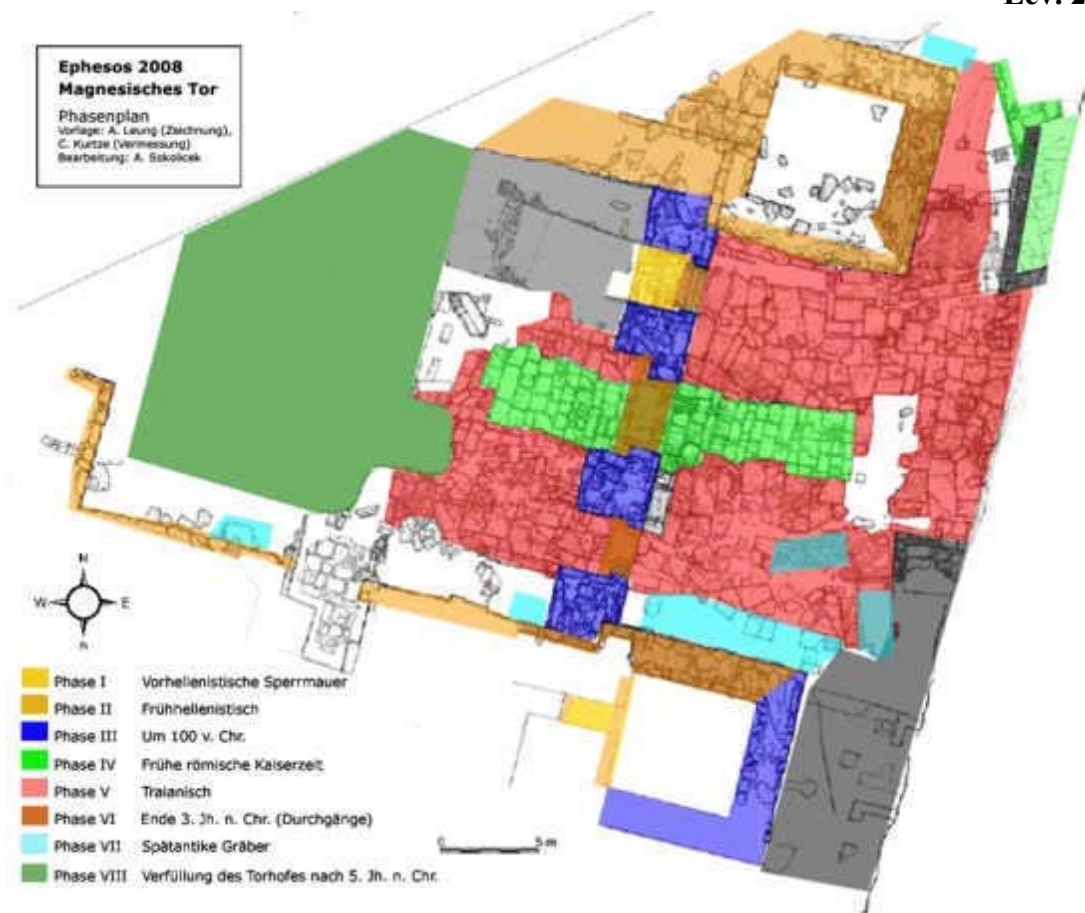 Ephesos 2008
Magnesisches Tor
Phasenplan
Vorlage: A. Leung (Zeichnung),
C. Kurtze (Vermessung)
Bearbeitung: A. Sokolicek
N
W E
Phase I Vorhellenistische Sperrmauer
Phase II Frühhellenistisch
Phase III Um 100 v. Chr.
Phase IV Frühe römische Kaiserzeit
Phase V Traianisch
Phase VI Ende 3. Jh. n. Chr. (Durchgänge)
Phase VII Spätantike Gräber
Phase VIII Verfüllung des Torhofes nach 5. Jh. n. Chr.
0 5 m